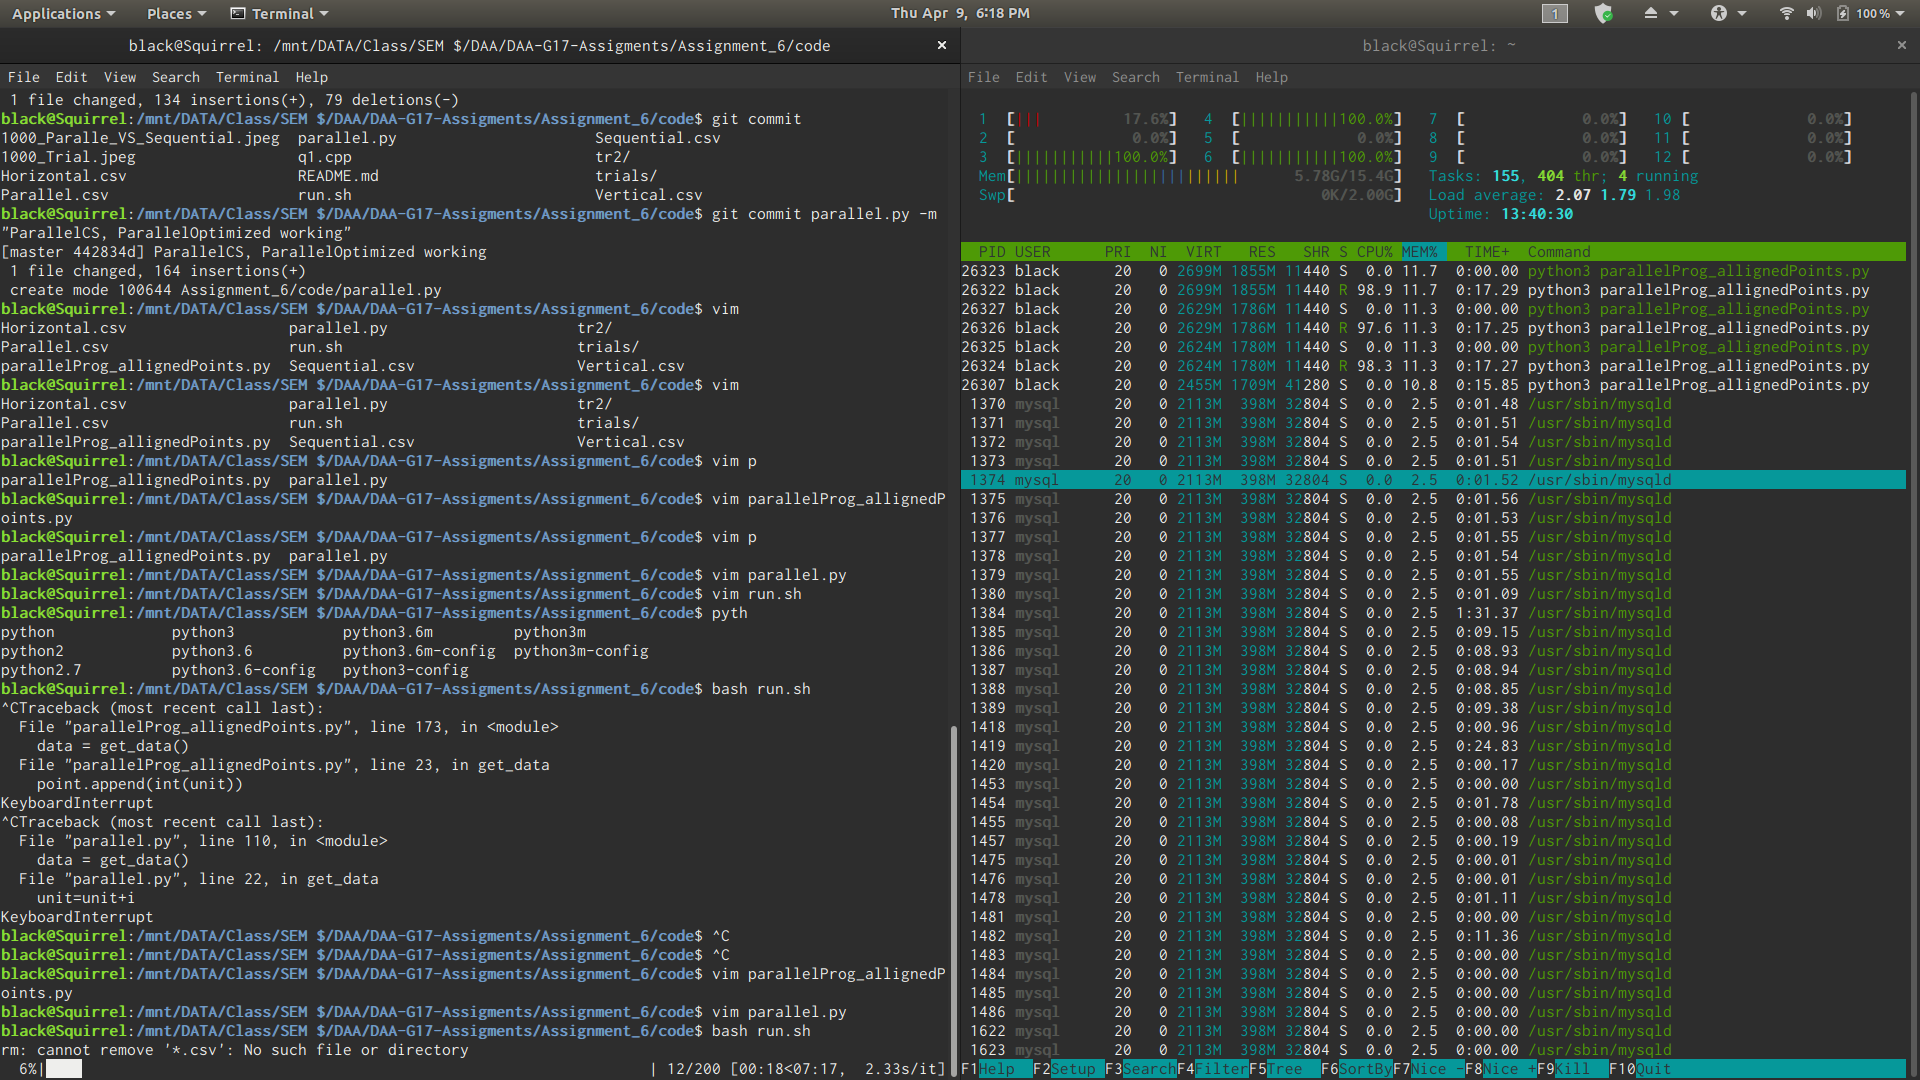 Applications Places Terminal Thu Apr 9, 6:18 PM 1 100 %
black@Squirrel: /mnt/DATA/Class/SEM $/DAA/DAA-G17-Assigments/Assignment_6/code
File Edit View Search Terminal Help
1 file changed, 134 insertions(+), 79 deletions(-)
black@Squirrel:/mnt/DATA/Class/SEM $/DAA/DAA-G17-Assigments/Assignment_6/code$ git commit
1000_Paralle_VS_Sequential.jpeg parallel.py Sequential.csv
1000_Trial.jpeg q1.cpp tr2/
Horizontal.csv README.md trials/
Parallel.csv run.sh Vertical.csv
black@Squirrel:/mnt/DATA/Class/SEM $/DAA/DAA-G17-Assigments/Assignment_6/code$ git commit parallel.py -m
"ParallelCS, ParallelOptimized working"
[master 442834d] ParallelCS, ParallelOptimized working
1 file changed, 164 insertions(+)
create mode 100644 Assignment_6/code/parallel.py
black@Squirrel:/mnt/DATA/Class/SEM $/DAA/DAA-G17-Assigments/Assignment_6/code$ vim
Horizontal.csv parallel.py tr2/
Parallel.csv run.sh trials/
parallelProg_allignedPoints.py Sequential.csv Vertical.csv
black@Squirrel:/mnt/DATA/Class/SEM $/DAA/DAA-G17-Assigments/Assignment_6/code$ vim
Horizontal.csv parallel.py tr2/
Parallel.csv run.sh trials/
parallelProg_allignedPoints.py Sequential.csv Vertical.csv
black@Squirrel:/mnt/DATA/Class/SEM $/DAA/DAA-G17-Assigments/Assignment_6/code$ vim p
parallelProg_allignedPoints.py parallel.py
black@Squirrel:/mnt/DATA/Class/SEM $/DAA/DAA-G17-Assigments/Assignment_6/code$ vim parallelProg_allignedP
oints.py
black@Squirrel:/mnt/DATA/Class/SEM $/DAA/DAA-G17-Assigments/Assignment_6/code$ vim p
parallelProg_allignedPoints.py parallel.py
black@Squirrel:/mnt/DATA/Class/SEM $/DAA/DAA-G17-Assigments/Assignment_6/code$ vim parallel.py
black@Squirrel:/mnt/DATA/Class/SEM $/DAA/DAA-G17-Assigments/Assignment_6/code$ vim run.sh
black@Squirrel:/mnt/DATA/Class/SEM $/DAA/DAA-G17-Assigments/Assignment_6/code$ pyth
python python3 python3.6m python3m
python2 python3.6 python3.6m-config python3m-config
python2.7 python3.6-config python3-config
black@Squirrel:/mnt/DATA/Class/SEM $/DAA/DAA-G17-Assigments/Assignment_6/code$ bash run.sh
^CTraceback (most recent call last):
File "parallelProg_allignedPoints.py", line 173, in <module>
data = get_data()
File "parallelProg_allignedPoints.py", line 23, in get_data
point.append(int(unit))
KeyboardInterrupt
^CTraceback (most recent call last):
File "parallel.py", line 110, in <module>
data = get_data()
File "parallel.py", line 22, in get_data
unit=unit+i
KeyboardInterrupt
black@Squirrel:/mnt/DATA/Class/SEM $/DAA/DAA-G17-Assigments/Assignment_6/code$ ^C
black@Squirrel:/mnt/DATA/Class/SEM $/DAA/DAA-G17-Assigments/Assignment_6/code$ ^C
black@Squirrel:/mnt/DATA/Class/SEM $/DAA/DAA-G17-Assigments/Assignment_6/code$ vim parallelProg_allignedP
oints.py
black@Squirrel:/mnt/DATA/Class/SEM $/DAA/DAA-G17-Assigments/Assignment_6/code$ vim parallel.py
black@Squirrel:/mnt/DATA/Class/SEM $/DAA/DAA-G17-Assigments/Assignment_6/code$ bash run.sh
rm: cannot remove '*.csv': No such file or directory
6%| | 12/200 [00:18<07:17, 2.33s/it]
black@Squirrel: ~
File Edit View Search Terminal Help
1 [||| 17.6%] 4 [|||||||||||100.0%] 7 [ 0.0%] 10 [ 0.0%]
2 [ 0.0%] 5 [ 0.0%] 8 [ 0.0%] 11 [ 0.0%]
3 [|||||||||||100.0%] 6 [|||||||||||100.0%] 9 [ 0.0%] 12 [ 0.0%]
Mem[||||||||||||||||||||||||| 5.78G/15.4G] Tasks: 155, 404 thr; 4 running
Swp[ 0K/2.00G] Load average: 2.07 1.79 1.98
Uptime: 13:40:30
PID USER PRI NI VIRT RES SHR S CPU% MEM% TIME+ Command
26323 black 20 0 2699M 1855M 11440 S 0.0 11.7 0:00.00 python3 parallelProg_allignedPoints.py
26322 black 20 0 2699M 1855M 11440 R 98.9 11.7 0:17.29 python3 parallelProg_allignedPoints.py
26327 black 20 0 2629M 1786M 11440 S 0.0 11.3 0:00.00 python3 parallelProg_allignedPoints.py
26326 black 20 0 2629M 1786M 11440 R 97.6 11.3 0:17.25 python3 parallelProg_allignedPoints.py
26325 black 20 0 2624M 1780M 11440 S 0.0 11.3 0:00.00 python3 parallelProg_allignedPoints.py
26324 black 20 0 2624M 1780M 11440 R 98.3 11.3 0:17.27 python3 parallelProg_allignedPoints.py
26307 black 20 0 2455M 1709M 41280 S 0.0 10.8 0:15.85 python3 parallelProg_allignedPoints.py
1370 mysql 20 0 2113M 398M 32804 S 0.0 2.5 0:01.48 /usr/sbin/mysqld
1371 mysql 20 0 2113M 398M 32804 S 0.0 2.5 0:01.51 /usr/sbin/mysqld
1372 mysql 20 0 2113M 398M 32804 S 0.0 2.5 0:01.54 /usr/sbin/mysqld
1373 mysql 20 0 2113M 398M 32804 S 0.0 2.5 0:01.51 /usr/sbin/mysqld
1374 mysql 20 0 2113M 398M 32804 S 0.0 2.5 0:01.52 /usr/sbin/mysqld
1375 mysql 20 0 2113M 398M 32804 S 0.0 2.5 0:01.56 /usr/sbin/mysqld
1376 mysql 20 0 2113M 398M 32804 S 0.0 2.5 0:01.53 /usr/sbin/mysqld
1377 mysql 20 0 2113M 398M 32804 S 0.0 2.5 0:01.55 /usr/sbin/mysqld
1378 mysql 20 0 2113M 398M 32804 S 0.0 2.5 0:01.54 /usr/sbin/mysqld
1379 mysql 20 0 2113M 398M 32804 S 0.0 2.5 0:01.55 /usr/sbin/mysqld
1380 mysql 20 0 2113M 398M 32804 S 0.0 2.5 0:01.09 /usr/sbin/mysqld
1384 mysql 20 0 2113M 398M 32804 S 0.0 2.5 1:31.37 /usr/sbin/mysqld
1385 mysql 20 0 2113M 398M 32804 S 0.0 2.5 0:09.15 /usr/sbin/mysqld
1386 mysql 20 0 2113M 398M 32804 S 0.0 2.5 0:08.93 /usr/sbin/mysqld
1387 mysql 20 0 2113M 398M 32804 S 0.0 2.5 0:08.94 /usr/sbin/mysqld
1388 mysql 20 0 2113M 398M 32804 S 0.0 2.5 0:08.85 /usr/sbin/mysqld
1389 mysql 20 0 2113M 398M 32804 S 0.0 2.5 0:09.38 /usr/sbin/mysqld
1418 mysql 20 0 2113M 398M 32804 S 0.0 2.5 0:00.96 /usr/sbin/mysqld
1419 mysql 20 0 2113M 398M 32804 S 0.0 2.5 0:24.83 /usr/sbin/mysqld
1420 mysql 20 0 2113M 398M 32804 S 0.0 2.5 0:00.17 /usr/sbin/mysqld
1453 mysql 20 0 2113M 398M 32804 S 0.0 2.5 0:00.00 /usr/sbin/mysqld
1454 mysql 20 0 2113M 398M 32804 S 0.0 2.5 0:01.78 /usr/sbin/mysqld
1455 mysql 20 0 2113M 398M 32804 S 0.0 2.5 0:00.08 /usr/sbin/mysqld
1457 mysql 20 0 2113M 398M 32804 S 0.0 2.5 0:00.19 /usr/sbin/mysqld
1475 mysql 20 0 2113M 398M 32804 S 0.0 2.5 0:00.01 /usr/sbin/mysqld
1476 mysql 20 0 2113M 398M 32804 S 0.0 2.5 0:00.01 /usr/sbin/mysqld
1478 mysql 20 0 2113M 398M 32804 S 0.0 2.5 0:01.11 /usr/sbin/mysqld
1481 mysql 20 0 2113M 398M 32804 S 0.0 2.5 0:00.00 /usr/sbin/mysqld
1482 mysql 20 0 2113M 398M 32804 S 0.0 2.5 0:11.36 /usr/sbin/mysqld
1483 mysql 20 0 2113M 398M 32804 S 0.0 2.5 0:00.00 /usr/sbin/mysqld
1484 mysql 20 0 2113M 398M 32804 S 0.0 2.5 0:00.00 /usr/sbin/mysqld
1485 mysql 20 0 2113M 398M 32804 S 0.0 2.5 0:00.00 /usr/sbin/mysqld
1486 mysql 20 0 2113M 398M 32804 S 0.0 2.5 0:00.00 /usr/sbin/mysqld
1622 mysql 20 0 2113M 398M 32804 S 0.0 2.5 0:00.00 /usr/sbin/mysqld
1623 mysql 20 0 2113M 398M 32804 S 0.0 2.5 0:00.00 /usr/sbin/mysqld
F1Help F2Setup F3SearchF4FilterF5Tree F6SortByF7Nice -F8Nice +F9Kill F10Quit